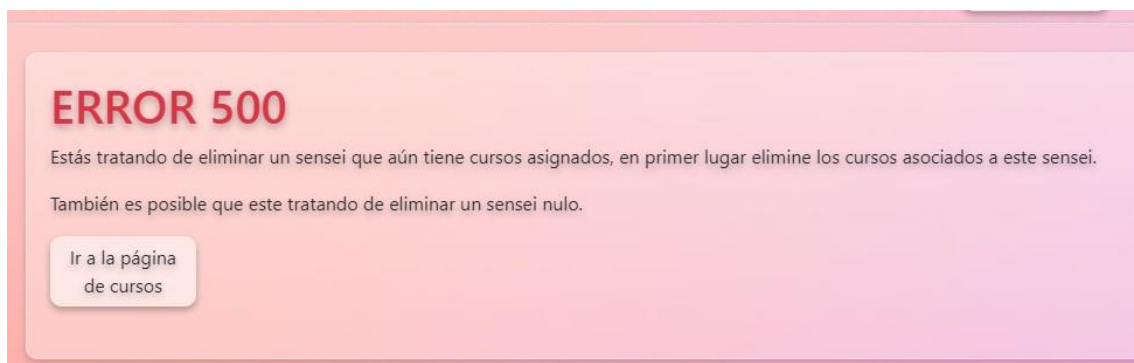 ERROR 500
Estás tratando de eliminar un sensei que aún tiene cursos asignados, en primer lugar elimine los cursos asociados a este sensei.
También es posible que este tratando de eliminar un sensei nulo.
Ir a la página
de cursos